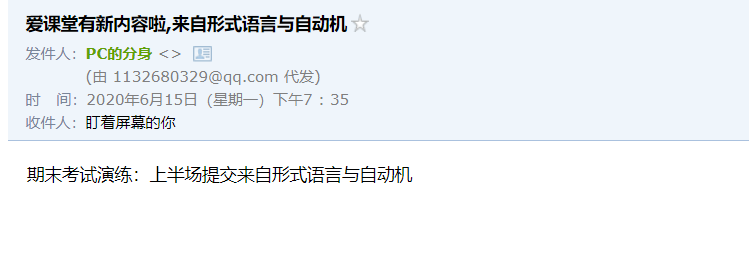 爱课堂有新内容啦,来自形式语言与自动机
发件人：PC的分身 <>
(由 1132680329@qq.com 代发)
时　间：2020年6月15日（星期一）下午7：35
收件人：盯着屏幕的你
期末考试演练：上半场提交来自形式语言与自动机